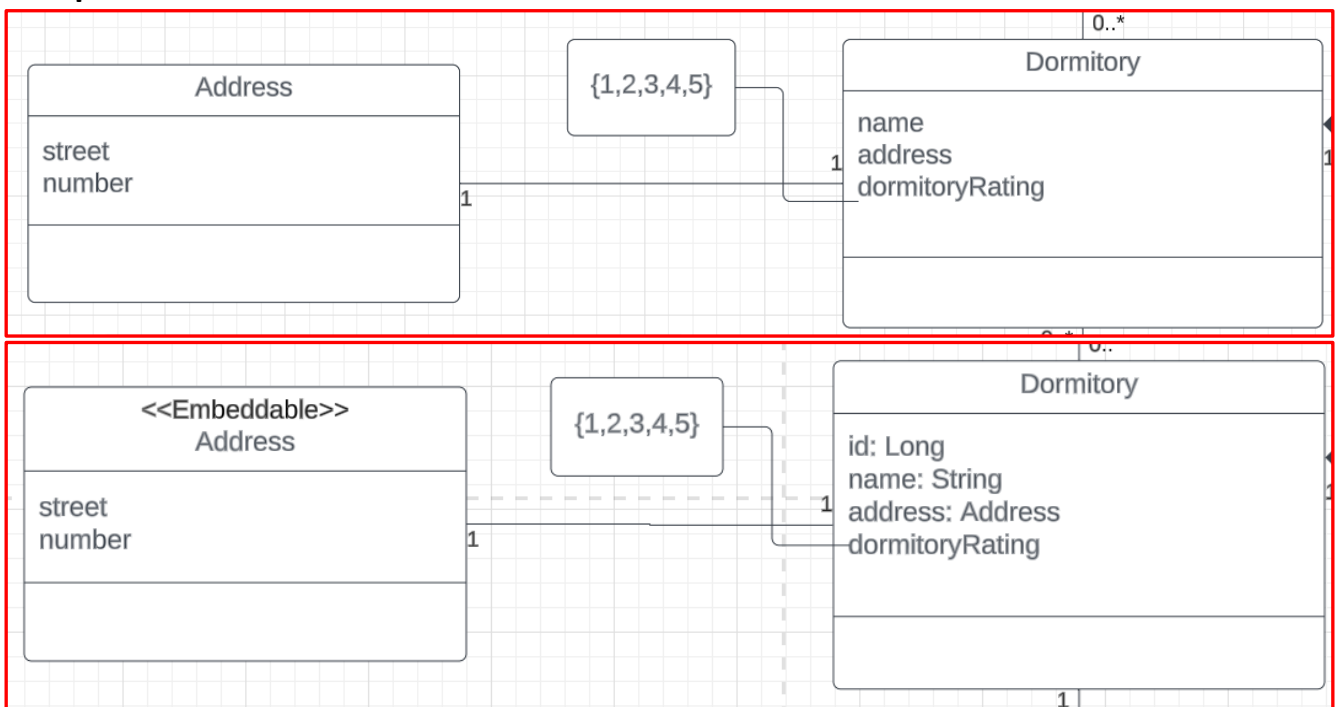 0..*
Address
street
number
1
{1,2,3,4,5}
1
Dormitory
name
address
dormitoryRating
1
<<Embeddable>>
Address
street
number
1
{1,2,3,4,5}
1
Dormitory
id: Long
name: String
address: Address
dormitoryRating
1
1